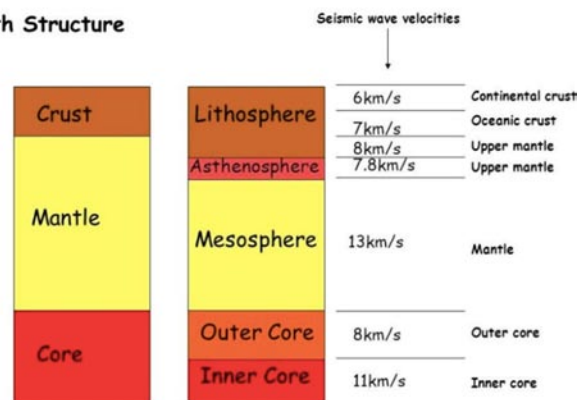 h Structure
Seismic wave velocities
Crust
Mantle
Core
Lithosphere
Asthenosphere
Mesosphere
Outer Core
Inner Core
6km/s Continental crust
7km/s Oceanic crust
8km/s Upper mantle
7.8km/s Upper mantle
13km/s Mantle
8km/s Outer core
11km/s Inner core